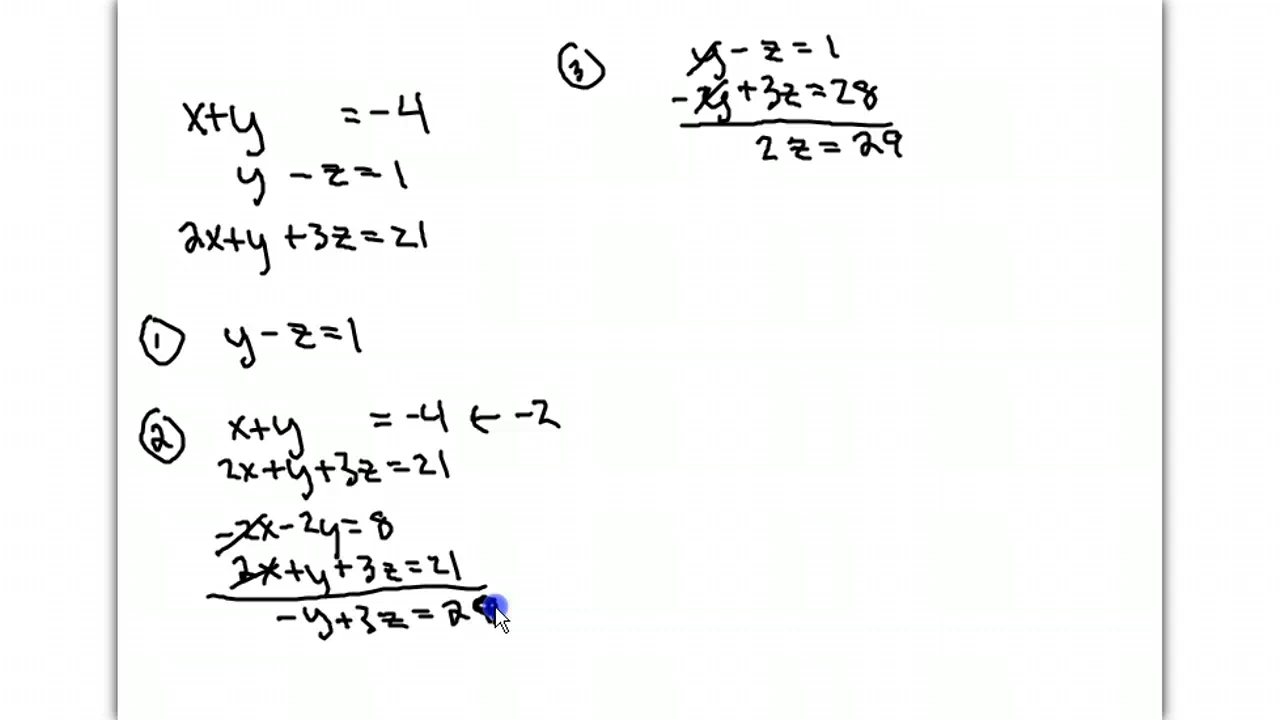 x+y = -4
y - z = 1
2x+y +3z = 21
① y - z = 1
② x+y = -4 ← -2
2x+y+3z = 21
-2x-2y = 8
2x+y+3z = 21
-y+3z = 29
③ y - z = 1
-y +3z = 28
2z = 29